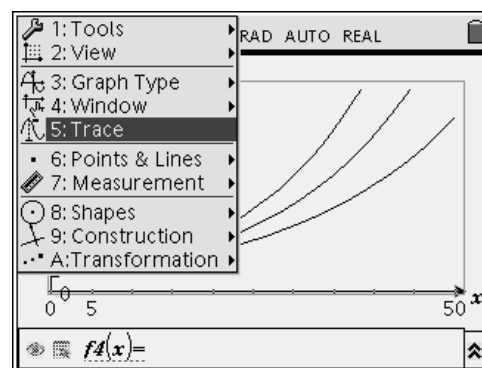 1: Tools
RAD AUTO REAL
2: View
3: Graph Type
4: Window
5: Trace
6: Points & Lines
7: Measurement
8: Shapes
9: Construction
A:Transformation
0
0 5 50 x
f4(x)=